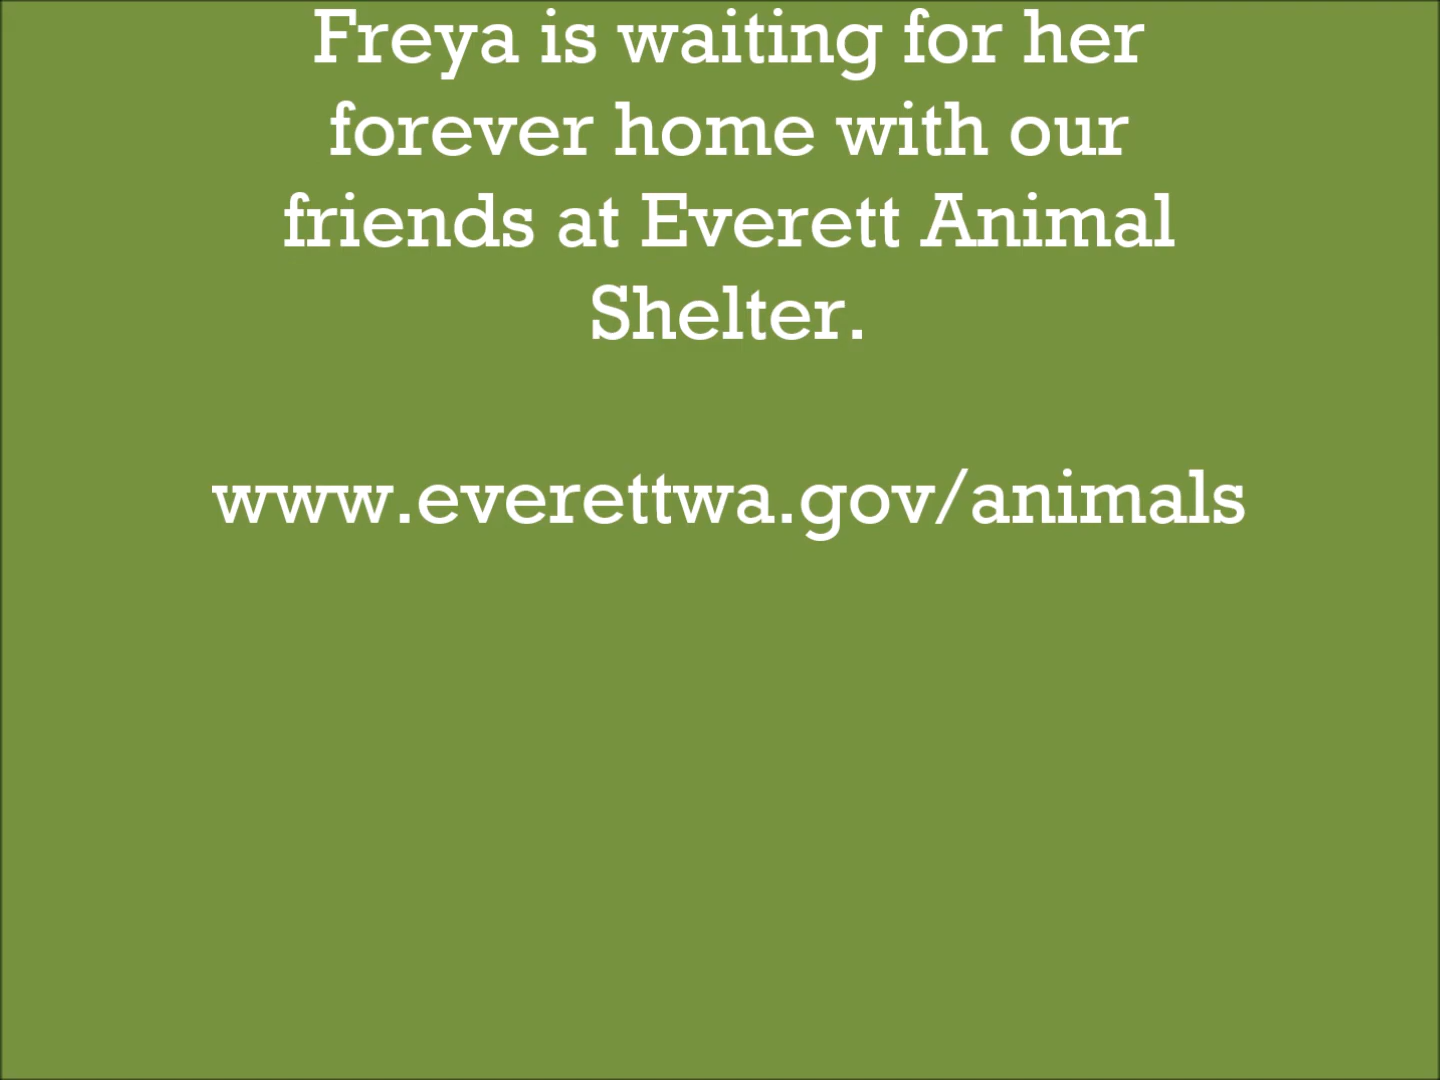 Freya is waiting for her
forever home with our
friends at Everett Animal
Shelter.
www.everettwa.gov/animals